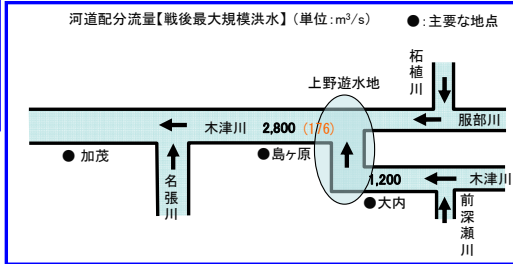 河道配分流量【戦後最大規模洪水】(単位:m³/s) ●:主要な地点
上野遊水地
柘植川
木津川 2,800 (176)
服部川
●加茂
●島ヶ原
名張川
1,200 木津川
●大内
前深瀬川